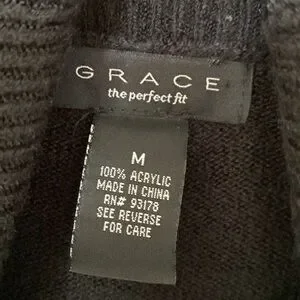 GRACE
the perfect fit
M
100% ACRYLIC
MADE IN CHINA
RN# 93178
SEE REVERSE
FOR CARE